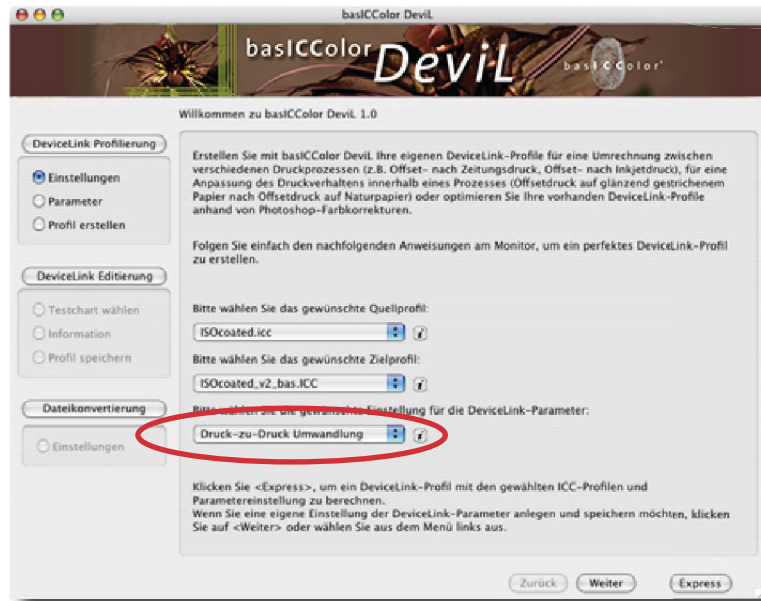 basICColor DeviL
basICColor DeviL
basICColor
Willkommen zu basICColor DeviL 1.0
DeviceLink Profilierung
Einstellungen
Parameter
Profil erstellen
DeviceLink Editierung
Testchart wählen
Information
Profil speichern
Dateikonvertierung
Einstellungen
Erstellen Sie mit basICColor DeviL Ihre eigenen DeviceLink-Profile für eine Umrechnung zwischen
verschiedenen Druckprozessen (z.B. Offset- nach Zeitungsdruck, Offset- nach Inkjetdruck), für eine
Anpassung des Druckverhaltens innerhalb eines Prozesses (Offsetdruck auf glänzend gestrichenem
Papier nach Offsetdruck auf Naturpapier) oder optimieren Sie Ihre vorhanden DeviceLink-Profile
anhand von Photoshop-Farbkorrekturen.
Folgen Sie einfach den nachfolgenden Anweisungen am Monitor, um ein perfektes DeviceLink-Profil
zu erstellen.
Bitte wählen Sie das gewünschte Quellprofil:
ISOcoated.icc
i
Bitte wählen Sie das gewünschte Zielprofil:
ISOcoated_v2_bas.ICC
i
Bitte wählen Sie die gewünschte Einstellung für die DeviceLink-Parameter:
Druck-zu-Druck Umwandlung
i
Klicken Sie <Express>, um ein DeviceLink-Profil mit den gewählten ICC-Profilen und
Parametereinstellung zu berechnen.
Wenn Sie eine eigene Einstellung der DeviceLink-Parameter anlegen und speichern möchten, klicken
Sie auf <Weiter> oder wählen Sie aus dem Menü links aus.
Zurück
Weiter
Express